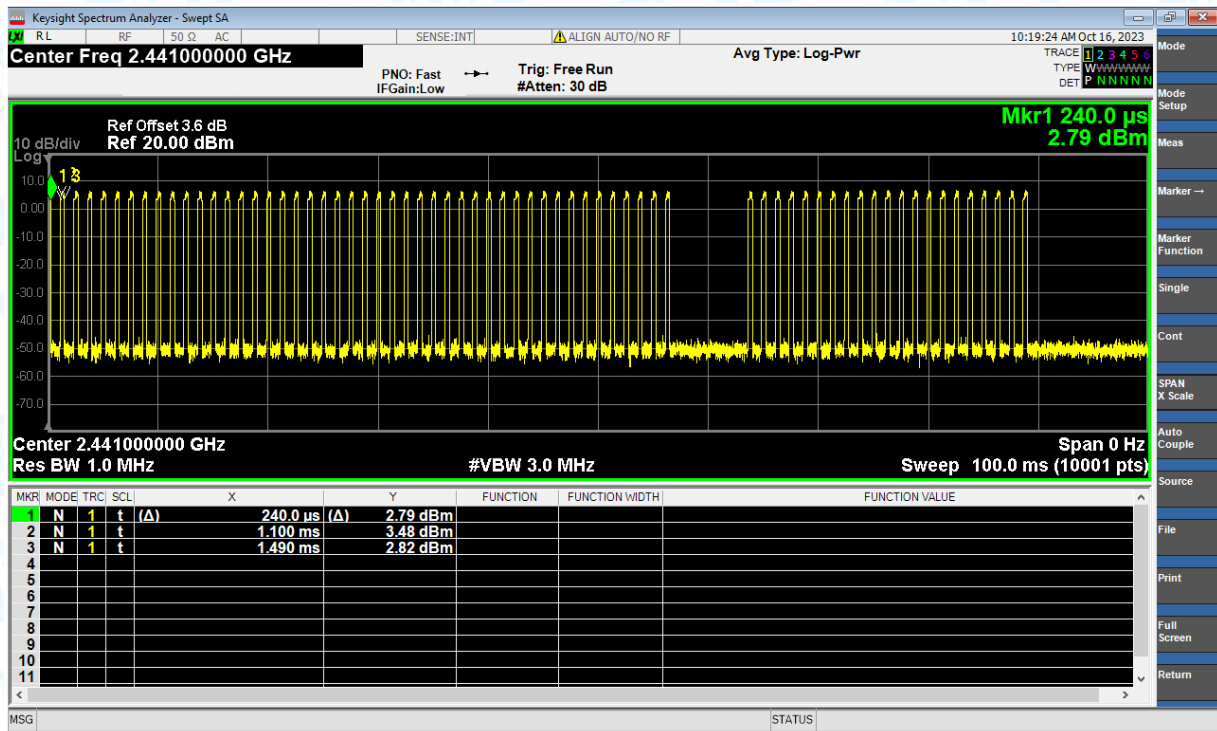 Keysight Spectrum Analyzer - Swept SA
LXI RL RF 50 Ω AC SENSE:INT ALIGN AUTO/NO RF 10:19:24 AM Oct 16, 2023
Center Freq 2.441000000 GHz
Avg Type: Log-Pwr
TRACE 1 2 3 4 5 6
TYPE WWWWWW
DET P N N N N N
PNO: Fast
IFGain:Low
Trig: Free Run
#Atten: 30 dB
Mkr1 240.0 µs
2.79 dBm
Ref Offset 3.6 dB
Ref 20.00 dBm
10 dB/div
Log
10.0
0.00
-10.0
-20.0
-30.0
-40.0
-50.0
-60.0
-70.0
1 3
Center 2.441000000 GHz
Span 0 Hz
Res BW 1.0 MHz
#VBW 3.0 MHz
Sweep 100.0 ms (10001 pts)
MKR MODE TRC SCL X Y FUNCTION FUNCTION WIDTH FUNCTION VALUE
1 N 1 t (Δ) 240.0 µs (Δ) 2.79 dBm
2 N 1 t 1.100 ms 3.48 dBm
3 N 1 t 1.490 ms 2.82 dBm
4
5
6
7
8
9
10
11
MSG
STATUS
Mode
Mode
Setup
Meas
Marker →
Marker
Function
Single
Cont
SPAN
X Scale
Auto
Couple
Source
File
Print
Full
Screen
Return